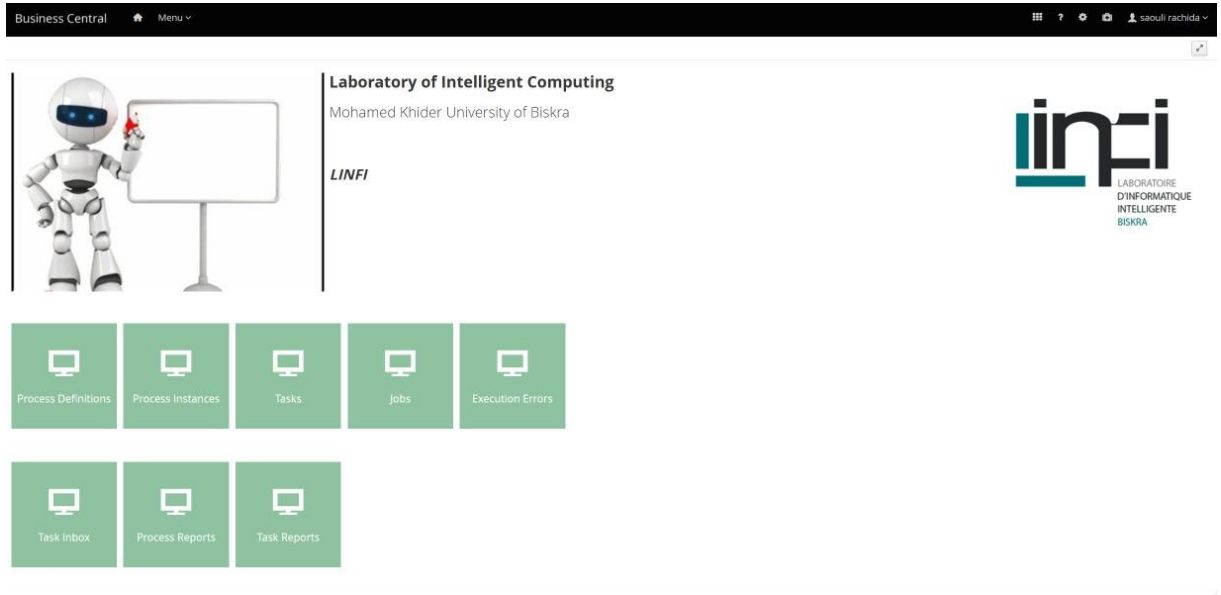 Business Central Menu ? saouli rachida
Laboratory of Intelligent Computing
Mohamed Khider University of Biskra
LINFI
linfi
LABORATOIRE
D'INFORMATIQUE
INTELLIGENTE
BISKRA
Process Definitions Process Instances Tasks Jobs Execution Errors
Task Inbox Process Reports Task Reports